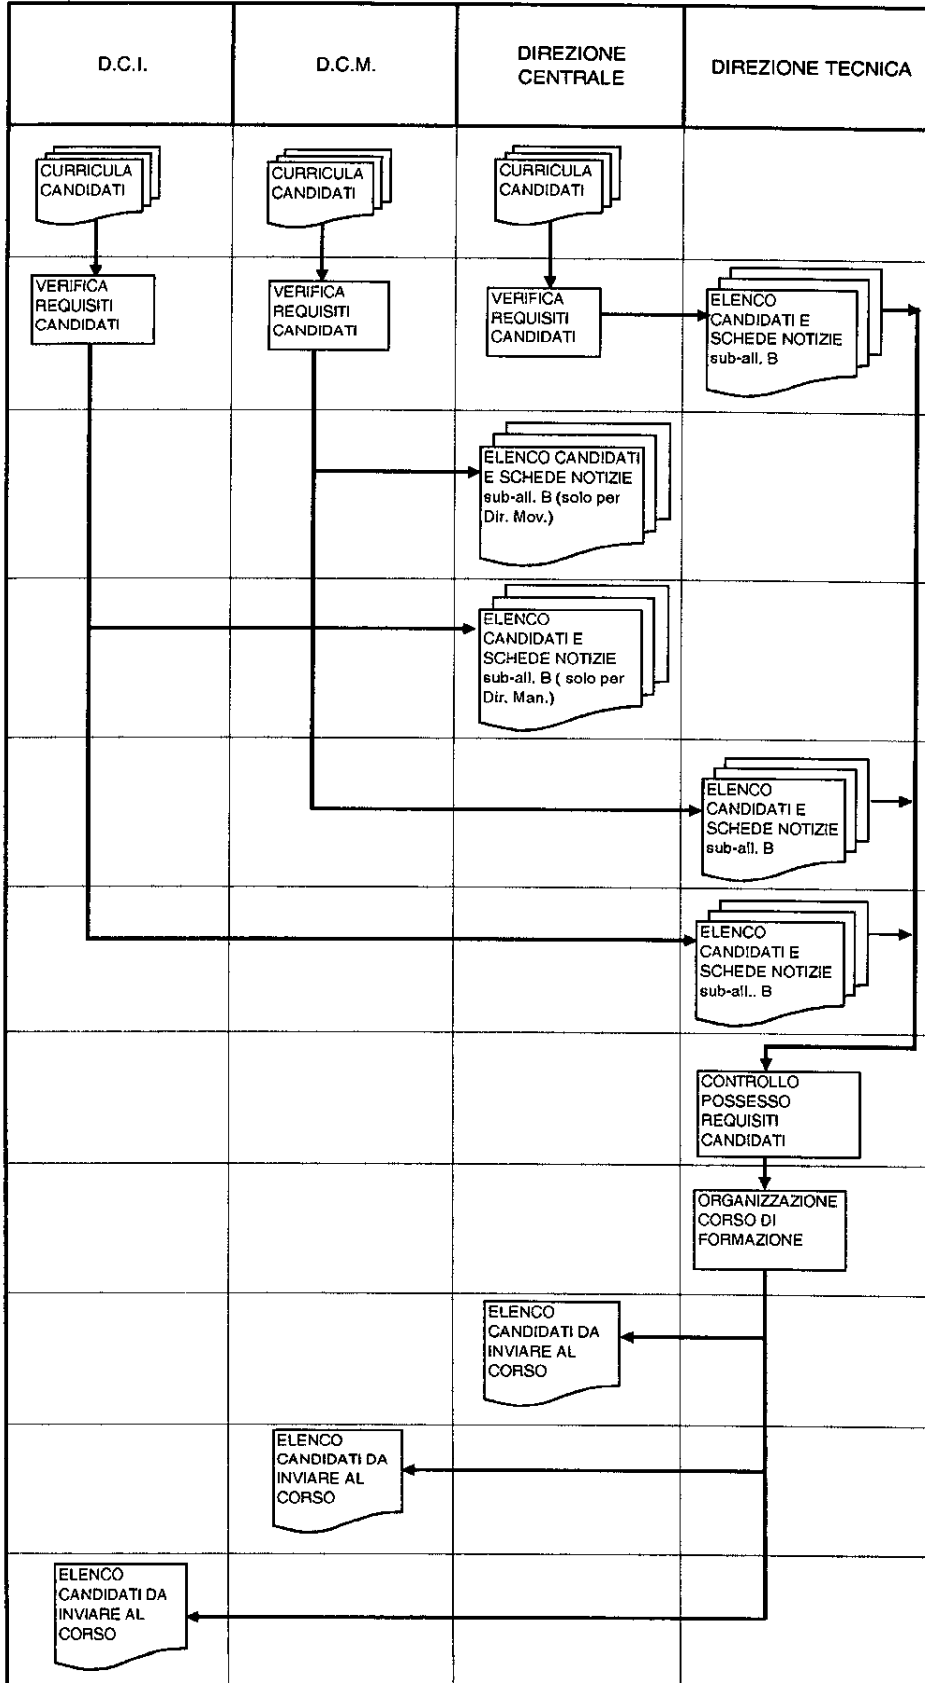 D.C.I.
D.C.M.
DIREZIONE
CENTRALE
DIREZIONE TECNICA
CURRICULA
CANDIDATI
CURRICULA
CANDIDATI
CURRICULA
CANDIDATI
VERIFICA
REQUISITI
CANDIDATI
VERIFICA
REQUISITI
CANDIDATI
VERIFICA
REQUISITI
CANDIDATI
ELENCO
CANDIDATI E
SCHEDE NOTIZIE
sub-all. B
ELENCO CANDIDATI
E SCHEDE NOTIZIE
sub-all. B (solo per
Dir. Mov.)
ELENCO
CANDIDATI E
SCHEDE NOTIZIE
sub-all. B ( solo per
Dir. Man.)
ELENCO
CANDIDATI E
SCHEDE NOTIZIE
sub-all. B
ELENCO
CANDIDATI E
SCHEDE NOTIZIE
sub-all.. B
CONTROLLO
POSSESSO
REQUISITI
CANDIDATI
ORGANIZZAZIONE
CORSO DI
FORMAZIONE
ELENCO
CANDIDATI DA
INVIARE AL
CORSO
ELENCO
CANDIDATI DA
INVIARE AL
CORSO
ELENCO
CANDIDATI DA
INVIARE AL
CORSO